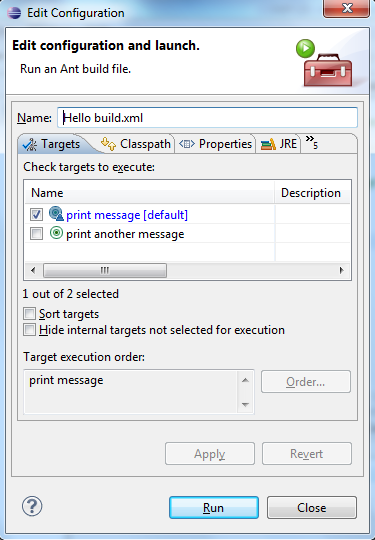 Edit Configuration
Edit configuration and launch.
Run an Ant build file.
Name: Hello build.xml
Targets Classpath Properties JRE »5
Check targets to execute:
Name Description
print message [default]
print another message
1 out of 2 selected
Sort targets
Hide internal targets not selected for execution
Target execution order:
print message
Order...
Apply Revert
? Run Close